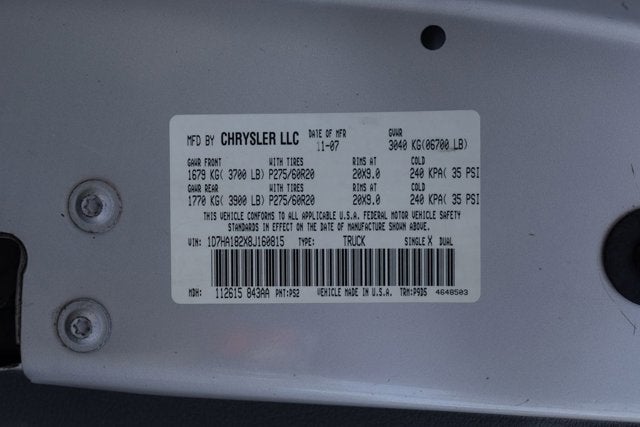 MFD BY CHRYSLER LLC DATE OF MFR 11-07 GVWR 3040 KG(06700 LB)
GAWR FRONT WITH TIRES RIMS AT COLD
1679 KG( 3700 LB) P275/60R20 20X9.0 240 KPA( 35 PSI
GAWR REAR WITH TIRES RIMS AT COLD
1770 KG( 3900 LB) P275/60R20 20X9.0 240 KPA( 35 PSI
THIS VEHICLE CONFORMS TO ALL APPLICABLE U.S.A. FEDERAL MOTOR VEHICLE SAFETY
STANDARDS IN EFFECT ON THE DATE OF MANUFACTURE SHOWN ABOVE.
VIN: 1D7HA182X8J160815 TYPE: TRUCK SINGLE X DUAL
MDH: 112615 843AA PNT:PS2 VEHICLE MADE IN U.S.A. TRM:P9D5 4648503